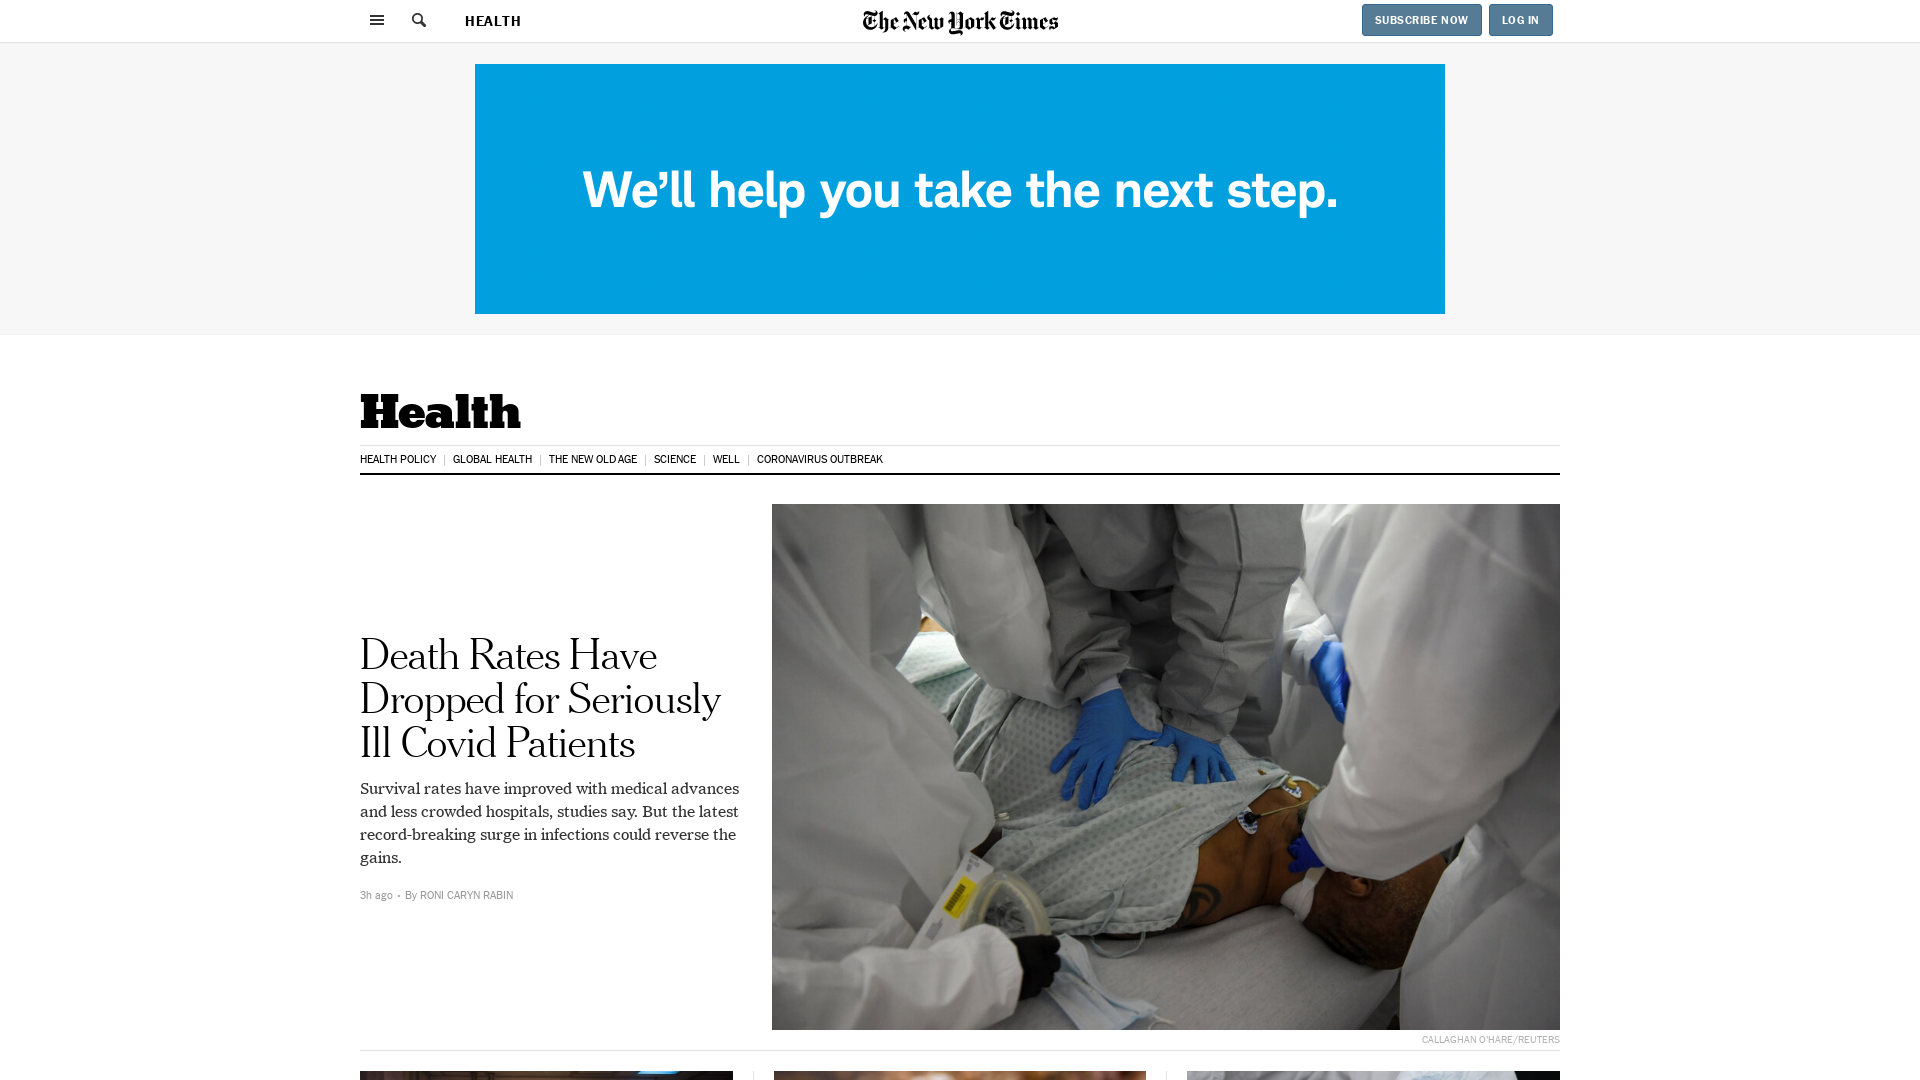 HEALTH
The New York Times
SUBSCRIBE NOW
LOG IN
We'll help you take the next step.
Health
HEALTH POLICY
GLOBAL HEALTH
THE NEW OLD AGE
SCIENCE
WELL
CORONAVIRUS OUTBREAK
Death Rates Have
Dropped for Seriously
Ill Covid Patients
Survival rates have improved with medical advances
and less crowded hospitals, studies say. But the latest
record-breaking surge in infections could reverse the
gains.
3h ago • By RONI CARYN RABIN
CALLAGHAN O'HARE/REUTERS